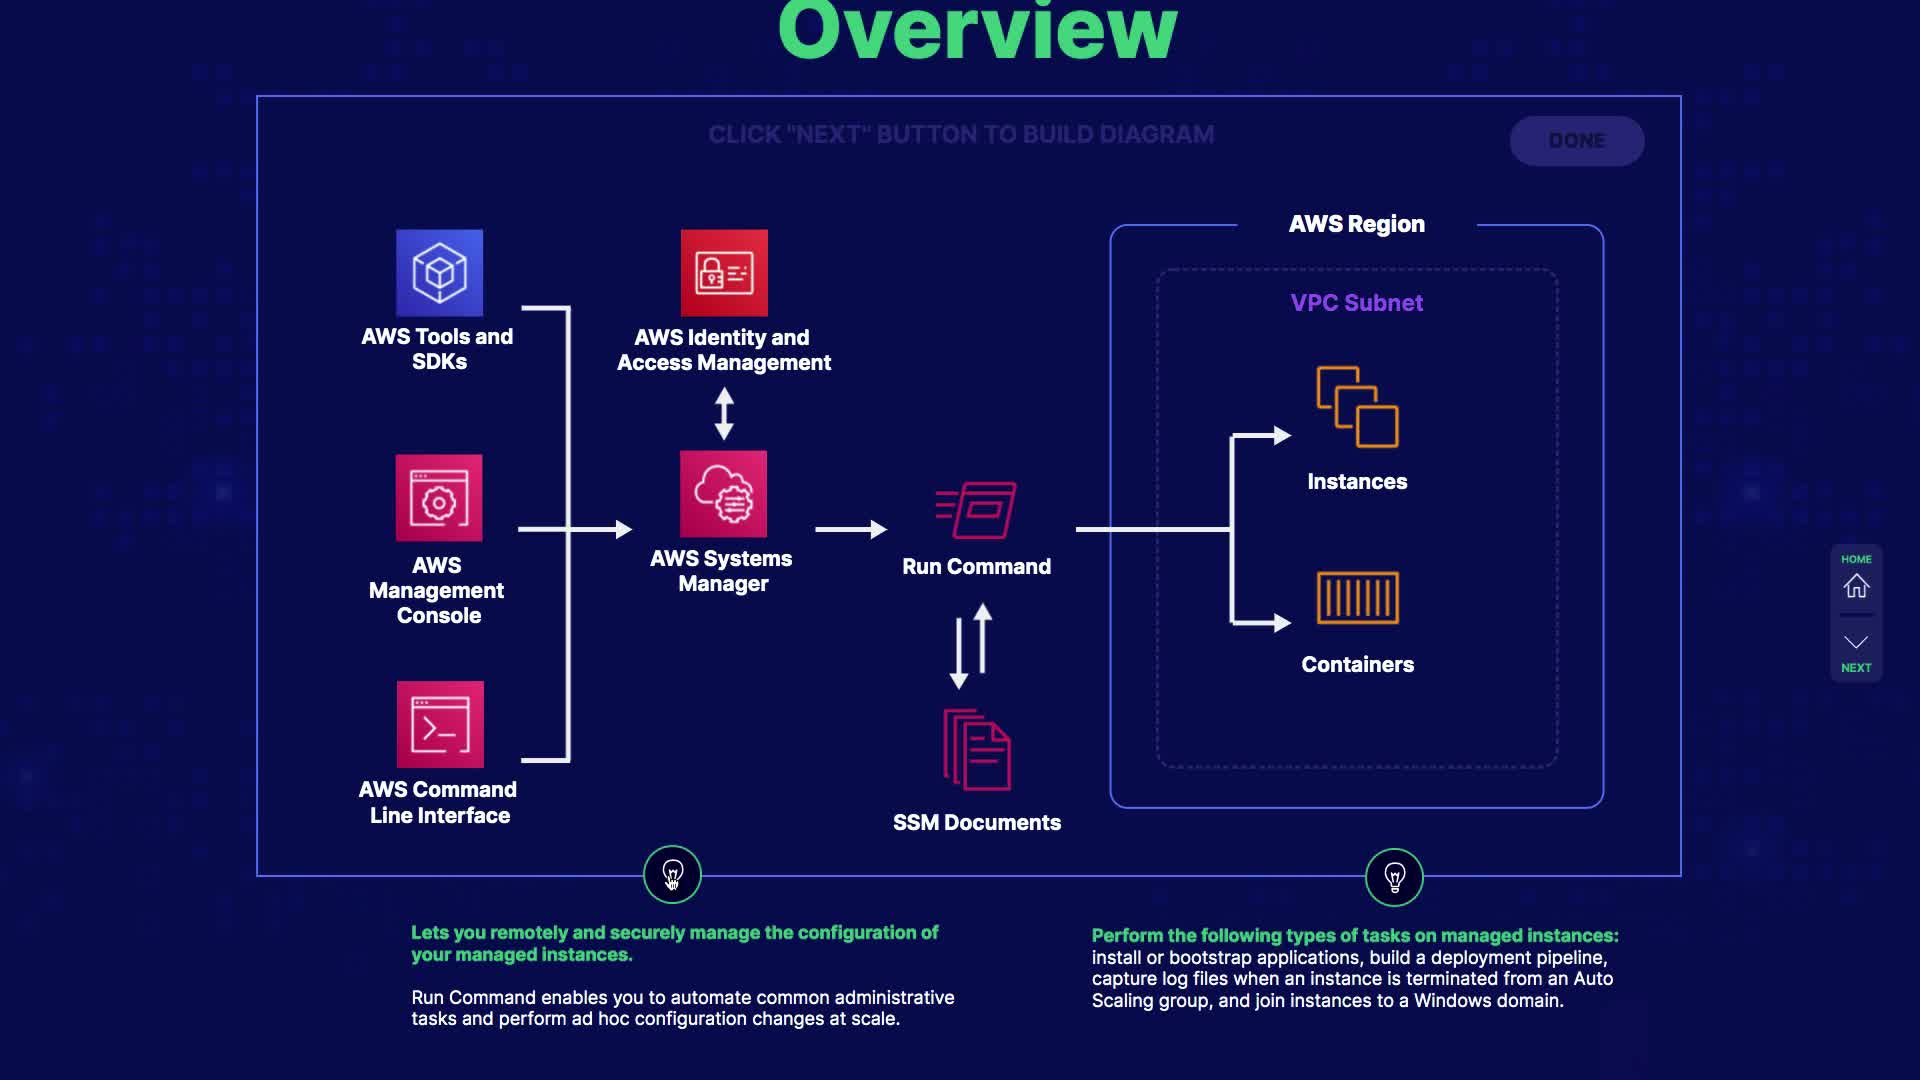 Overview
CLICK "NEXT" BUTTON TO BUILD DIAGRAM
DONE
AWS Tools and
SDKs
AWS Identity and
Access Management
AWS Region
VPC Subnet
Instances
AWS
Management
Console
AWS Systems
Manager
Run Command
Containers
AWS Command
Line Interface
SSM Documents
HOME
NEXT
Lets you remotely and securely manage the configuration of
your managed instances.
Run Command enables you to automate common administrative
tasks and perform ad hoc configuration changes at scale.
Perform the following types of tasks on managed instances:
install or bootstrap applications, build a deployment pipeline,
capture log files when an instance is terminated from an Auto
Scaling group, and join instances to a Windows domain.